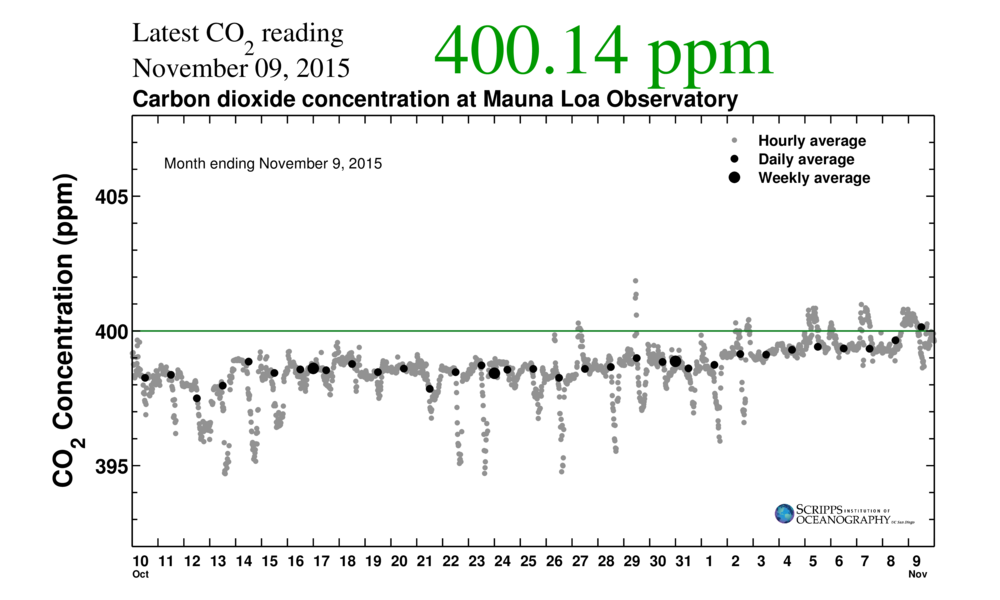 Latest CO2 reading
November 09, 2015
400.14 ppm
Carbon dioxide concentration at Mauna Loa Observatory
Month ending November 9, 2015
Hourly average
Daily average
Weekly average
CO2 Concentration (ppm)
405
400
395
SCRIPPS INSTITUTION OF
OCEANOGRAPHY UC San Diego
10 11 12 13 14 15 16 17 18 19 20 21 22 23 24 25 26 27 28 29 30 31 1 2 3 4 5 6 7 8 9
Oct Nov